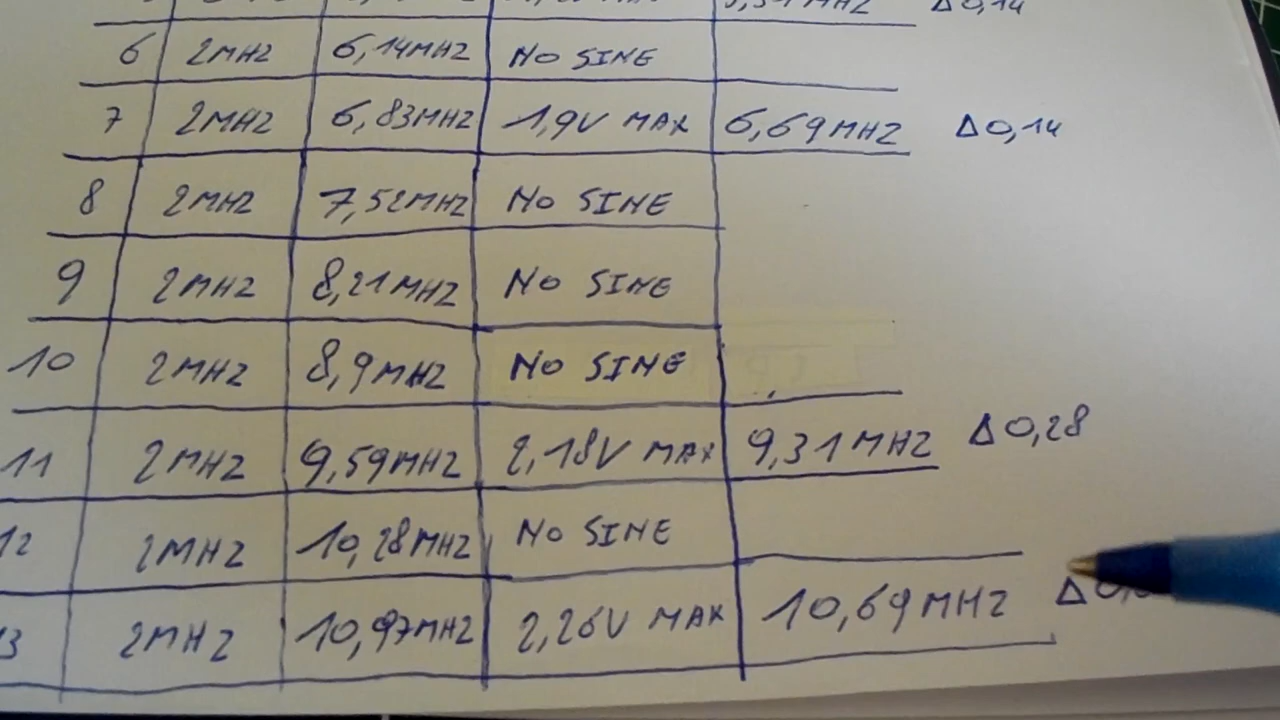 Δ0,14
6 2MHZ 6,14MHZ NO SINE
7 2MHZ 6,83MHZ 1,9V MAX 6,69MHZ Δ0,14
8 2MHZ 7,52MHZ NO SINE
9 2MHZ 8,21MHZ NO SINE
10 2MHZ 8,9MHZ NO SINE
11 2MHZ 9,59MHZ 2,18V MAX 9,31MHZ Δ0,28
12 2MHZ 10,28MHZ NO SINE
13 2MHZ 10,97MHZ 2,26V MAX 10,69MHZ